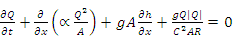 ∂Q/∂t + ∂/∂x (∝ Q²/A) + gA ∂h/∂x + gQ|Q|/C²AR = 0